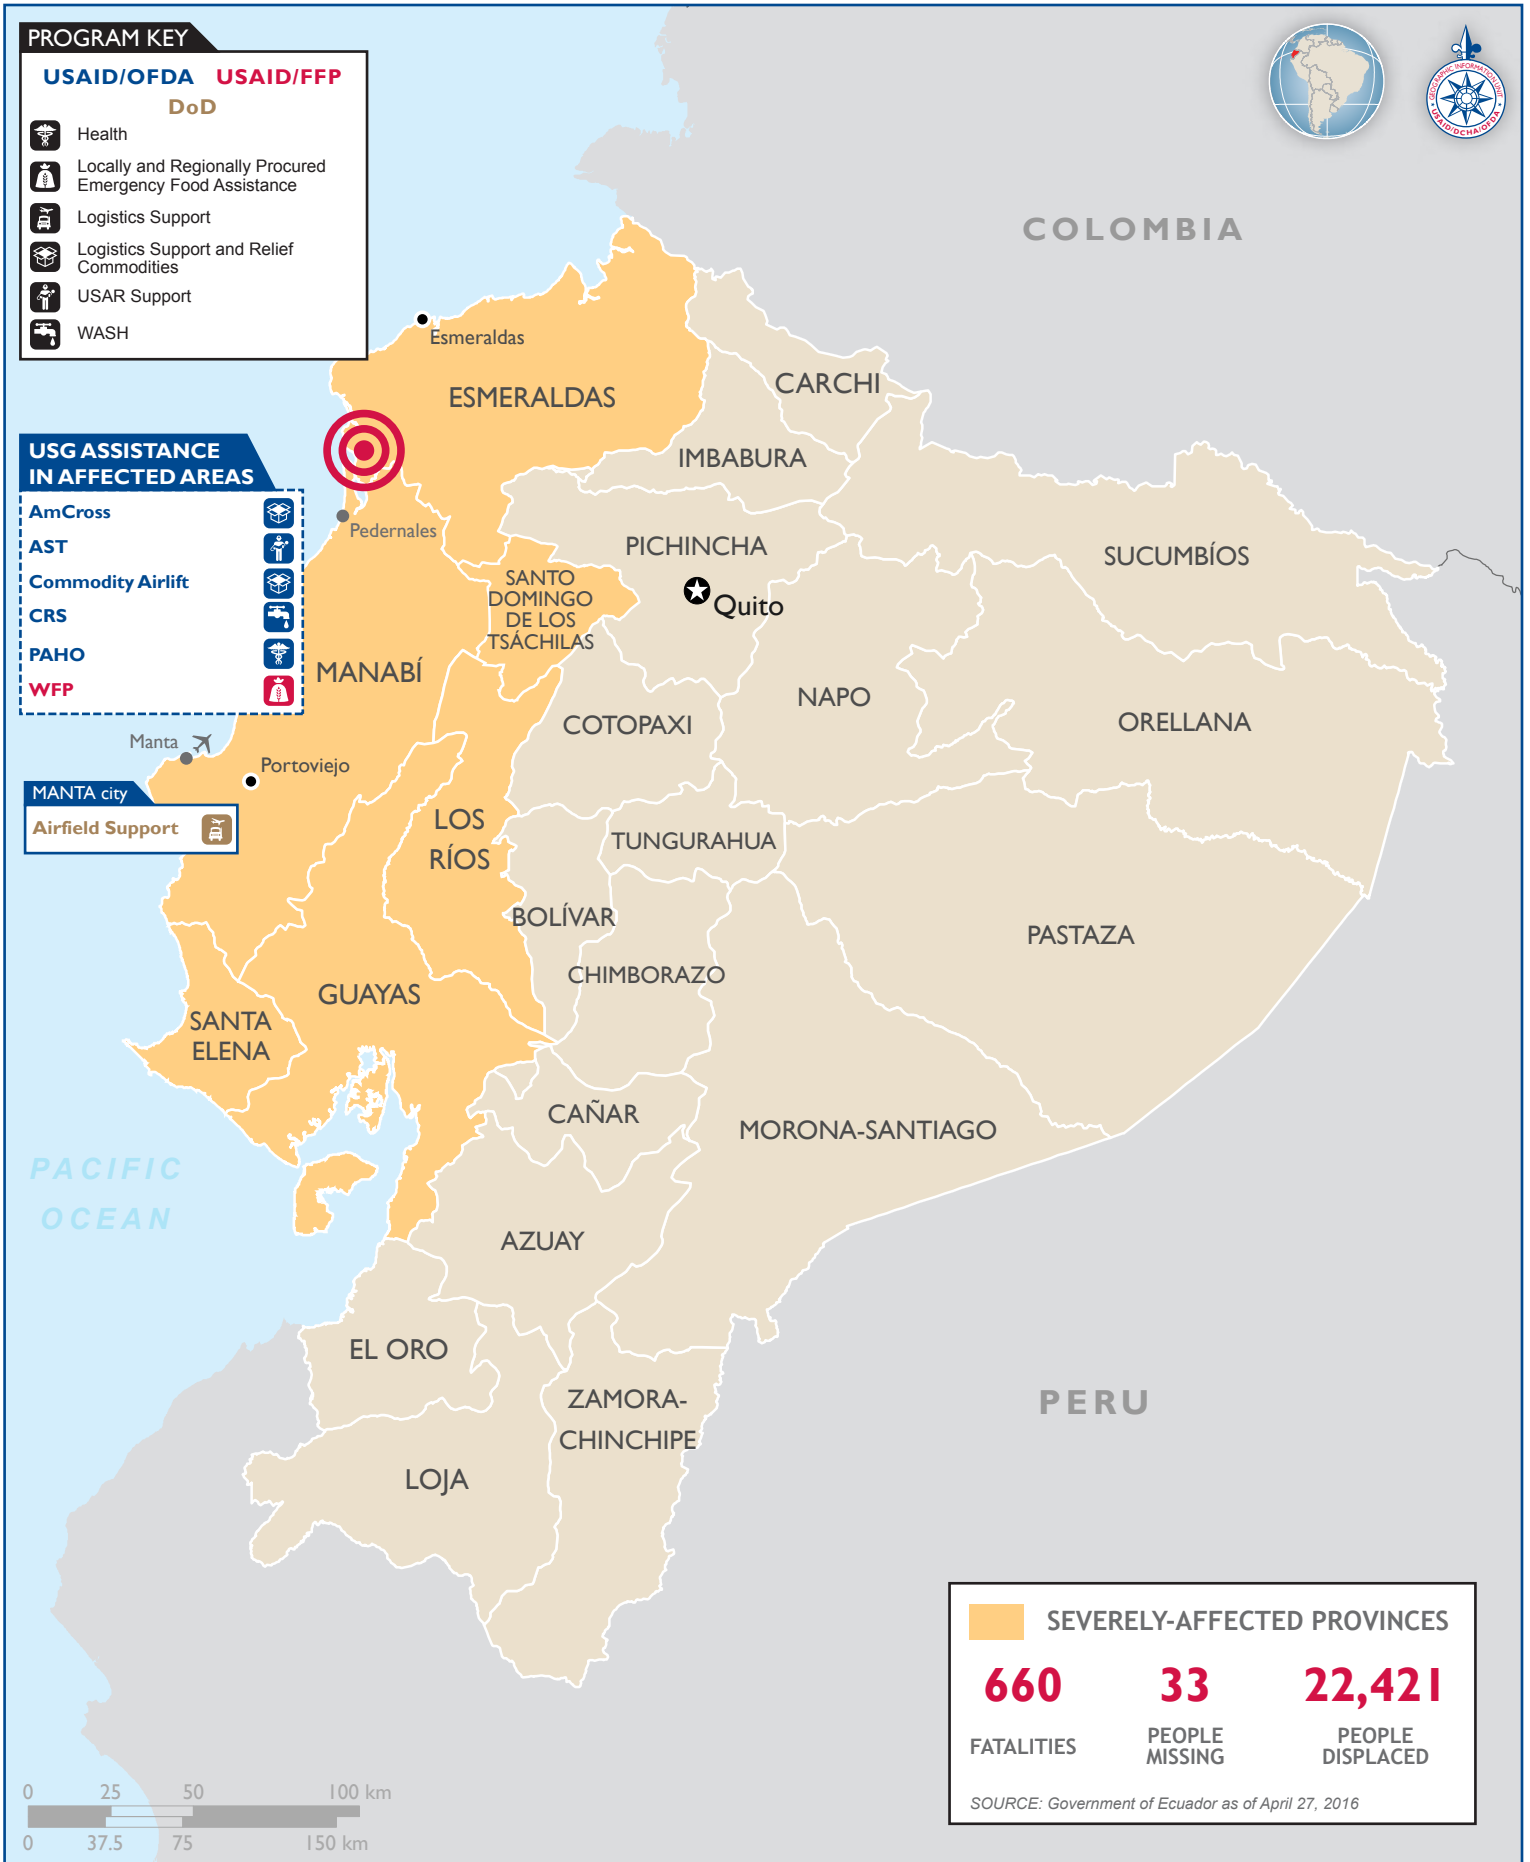 PROGRAM KEY
USAID/OFDA USAID/FFP
DoD
Health
Locally and Regionally Procured
Emergency Food Assistance
Logistics Support
Logistics Support and Relief
Commodities
USAR Support
WASH
GEOGRAPHIC INFORMATION UNIT
USAID/DCHA/OFDA
COLOMBIA
Esmeraldas
ESMERALDAS
CARCHI
IMBABURA
USG ASSISTANCE
IN AFFECTED AREAS
AmCross
AST
Commodity Airlift
CRS
PAHO
WFP
Pedernales
PICHINCHA
Quito
SUCUMBÍOS
SANTO
DOMINGO
DE LOS
TSÁCHILAS
MANABÍ
NAPO
COTOPAXI
ORELLANA
Manta
Portoviejo
MANTA city
Airfield Support
LOS
RÍOS
TUNGURAHUA
BOLÍVAR
PASTAZA
CHIMBORAZO
GUAYAS
SANTA
ELENA
CAÑAR
MORONA-SANTIAGO
PACIFIC
OCEAN
AZUAY
EL ORO
ZAMORA-
CHINCHIPE
PERU
LOJA
SEVERELY-AFFECTED PROVINCES
660 33 22,421
FATALITIES
PEOPLE
MISSING
PEOPLE
DISPLACED
SOURCE: Government of Ecuador as of April 27, 2016
0 25 50 100 km
0 37.5 75 150 km